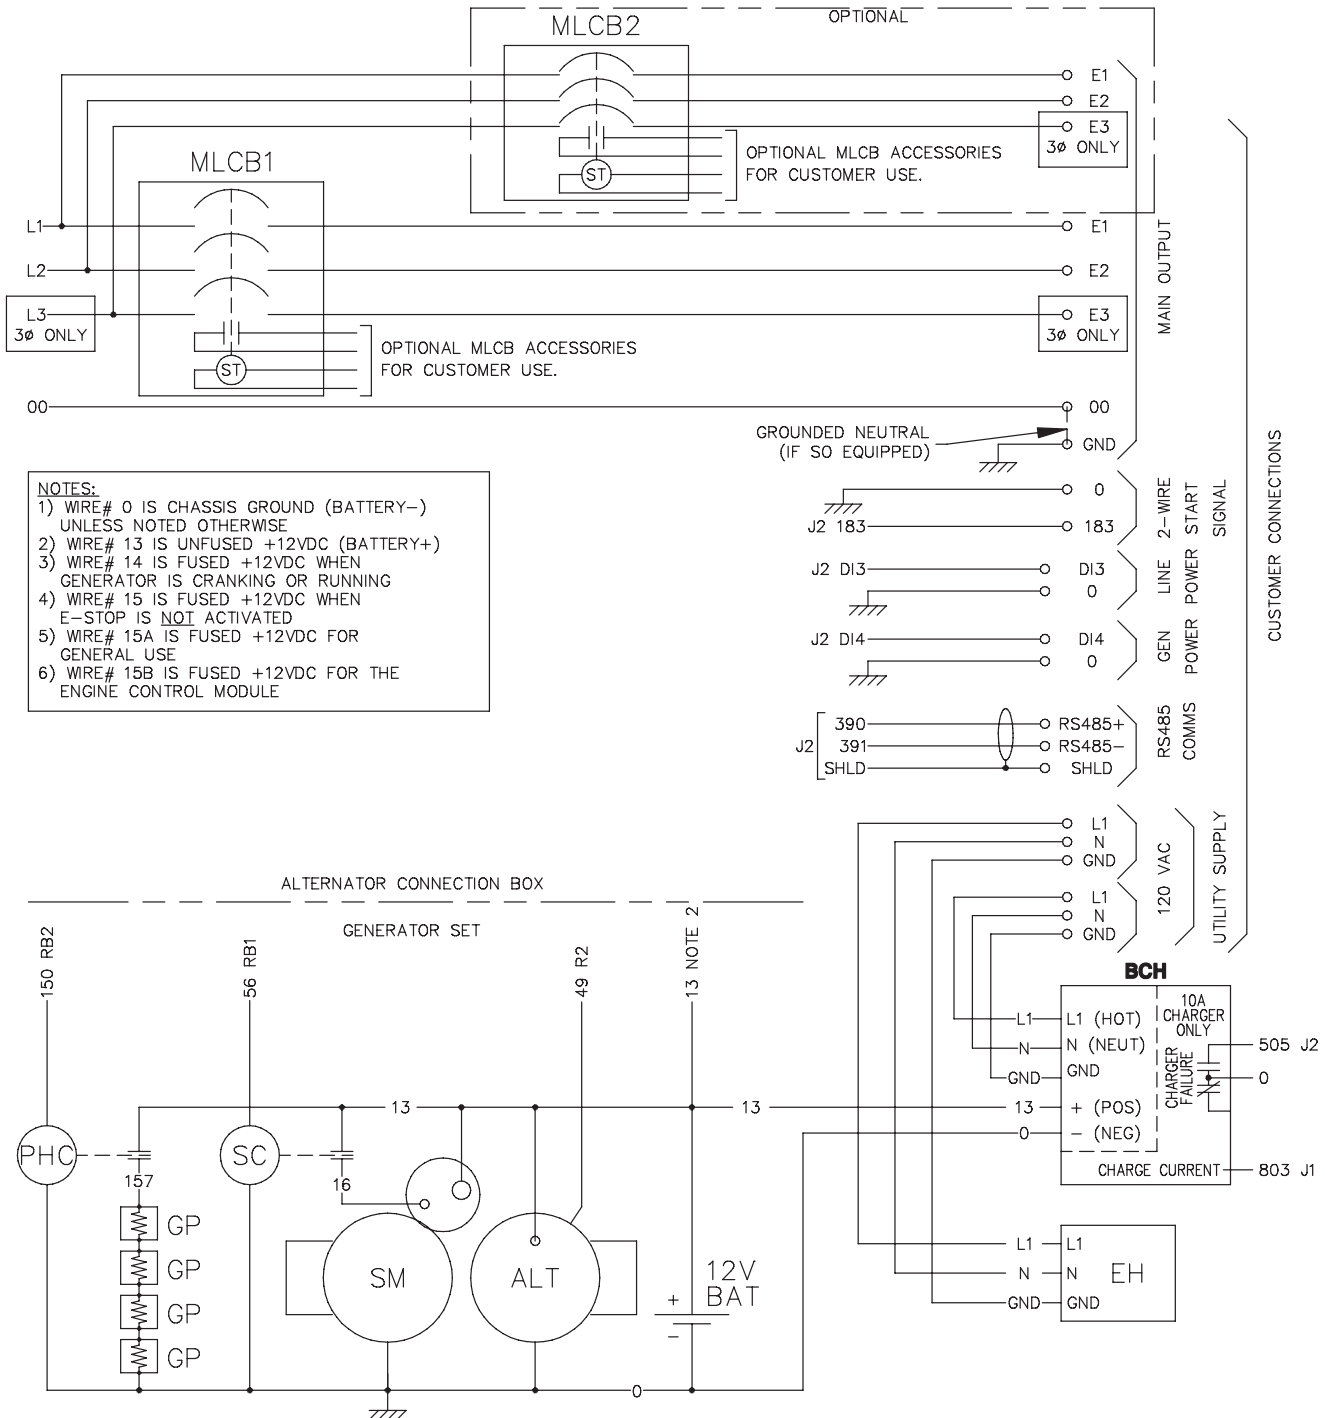 OPTIONAL
MLCB2
E1
E2
E3
3ø ONLY
ST
OPTIONAL MLCB ACCESSORIES
FOR CUSTOMER USE.
MLCB1
L1
L2
L3
3ø ONLY
ST
OPTIONAL MLCB ACCESSORIES
FOR CUSTOMER USE.
E1
E2
E3
3ø ONLY
MAIN OUTPUT
00
00
GROUNDED NEUTRAL
(IF SO EQUIPPED)
GND
CUSTOMER CONNECTIONS
NOTES:
1) WIRE# 0 IS CHASSIS GROUND (BATTERY-)
UNLESS NOTED OTHERWISE
2) WIRE# 13 IS UNFUSED +12VDC (BATTERY+)
3) WIRE# 14 IS FUSED +12VDC WHEN
GENERATOR IS CRANKING OR RUNNING
4) WIRE# 15 IS FUSED +12VDC WHEN
E-STOP IS NOT ACTIVATED
5) WIRE# 15A IS FUSED +12VDC FOR
GENERAL USE
6) WIRE# 15B IS FUSED +12VDC FOR THE
ENGINE CONTROL MODULE
0
J2 183
183
2-WIRE
START
SIGNAL
J2 DI3
DI3
0
LINE
POWER
J2 DI4
DI4
0
GEN
POWER
J2
390
391
SHLD
RS485+
RS485-
SHLD
RS485
COMMS
L1
N
GND
L1
N
GND
120 VAC
UTILITY SUPPLY
ALTERNATOR CONNECTION BOX
GENERATOR SET
150 RB2
56 RB1
49 R2
13 NOTE 2
BCH
10A
CHARGER
ONLY
L1
L1 (HOT)
N
N (NEUT)
GND
GND
CHARGER
FAILURE
505 J2
0
13
13
13
+ (POS)
0
- (NEG)
CHARGE CURRENT
803 J1
PHC
157
SC
16
GP
GP
GP
GP
SM
ALT
12V
BAT
+
-
L1
L1
N
N
GND
GND
EH
0